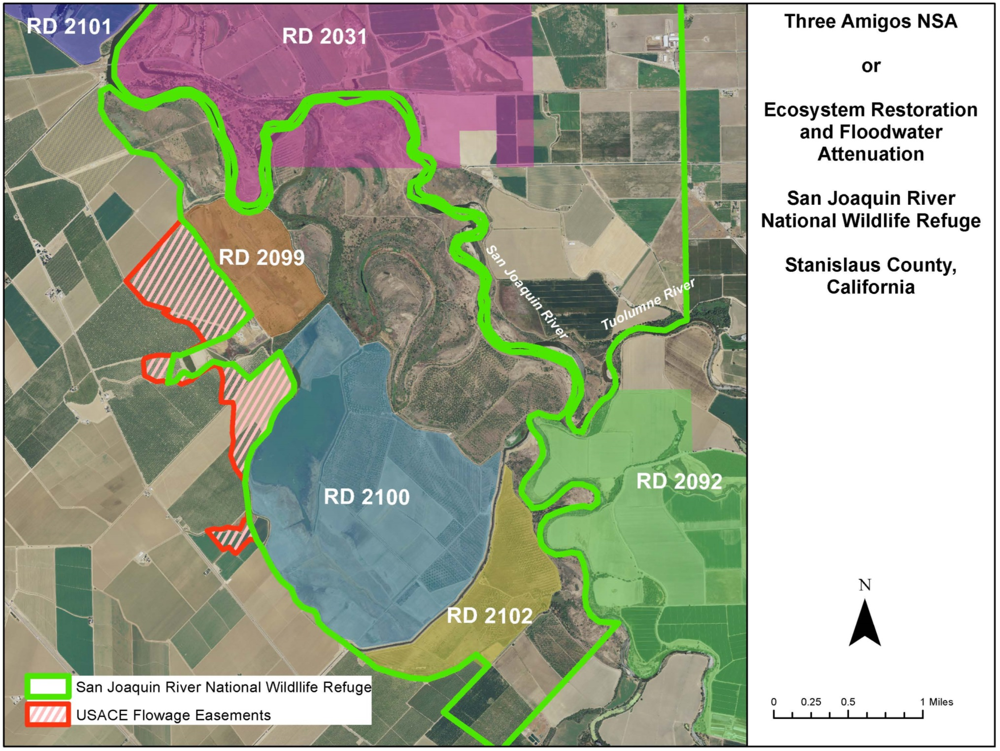 RD 2101
RD 2031
RD 2099
San Joaquin River
Tuolumne River
RD 2100
RD 2092
RD 2102
San Joaquin River National Wildllife Refuge
USACE Flowage Easements
Three Amigos NSA
or
Ecosystem Restoration
and Floodwater
Attenuation
San Joaquin River
National Wildlife Refuge
Stanislaus County,
California
N
0 0.25 0.5 1 Miles